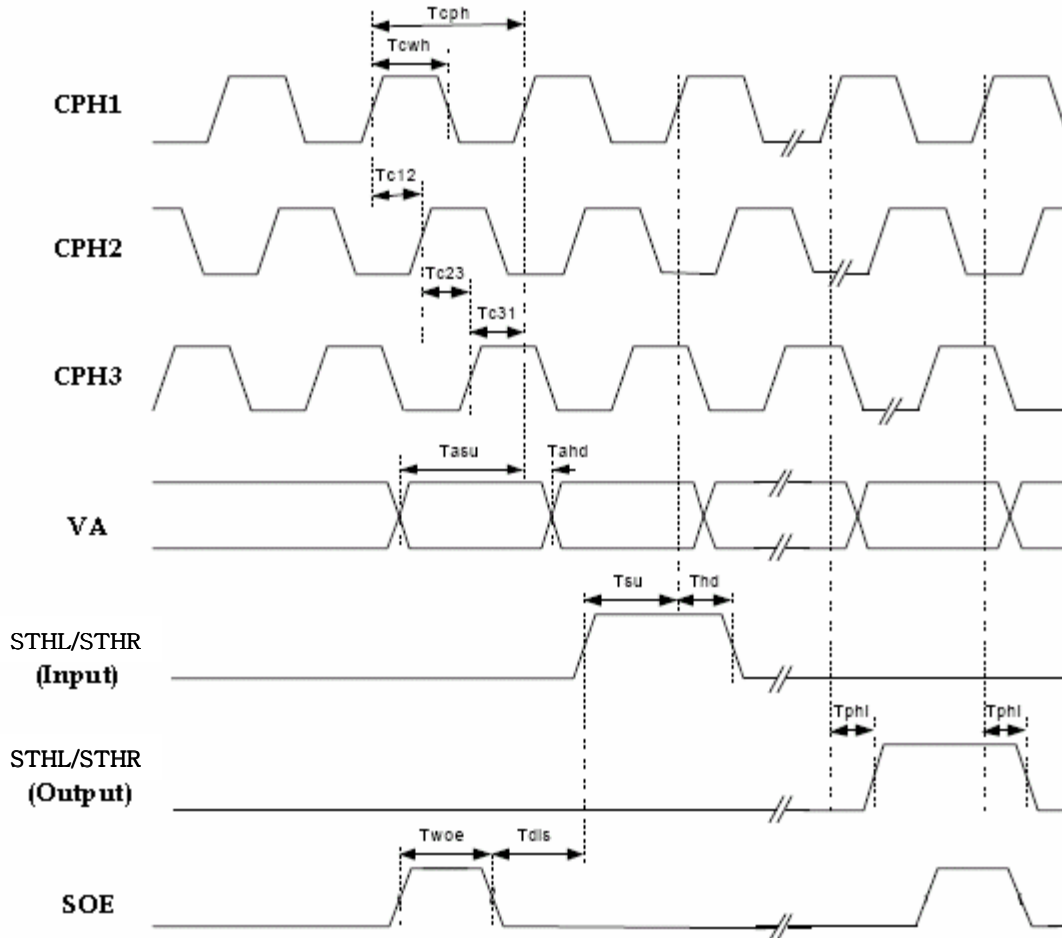 Tcph
Tcwh
CPH1
Tc12
CPH2
Tc23
Tc31
CPH3
Tasu
Tahd
VA
Tsu
Thd
STHL/STHR
(Input)
Tphl
Tphl
STHL/STHR
(Output)
Twoe
Tdis
SOE